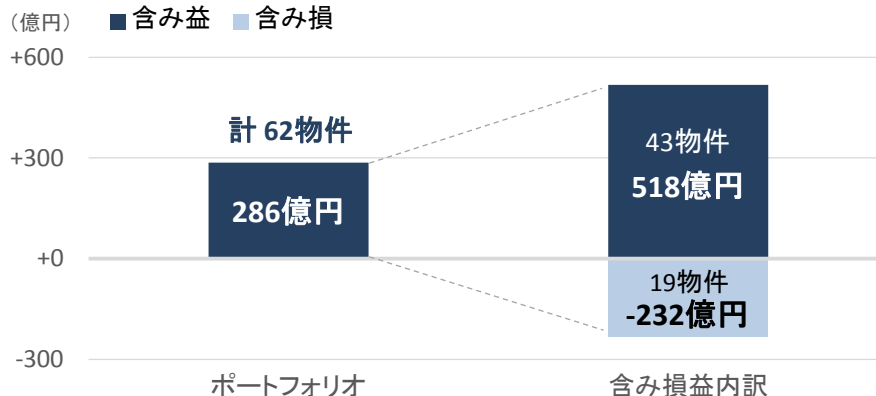 （億円）
含み益 含み損
+600
計 62物件
+300
43物件
518億円
286億円
+0
19物件
-232億円
-300
ポートフォリオ 含み損益内訳